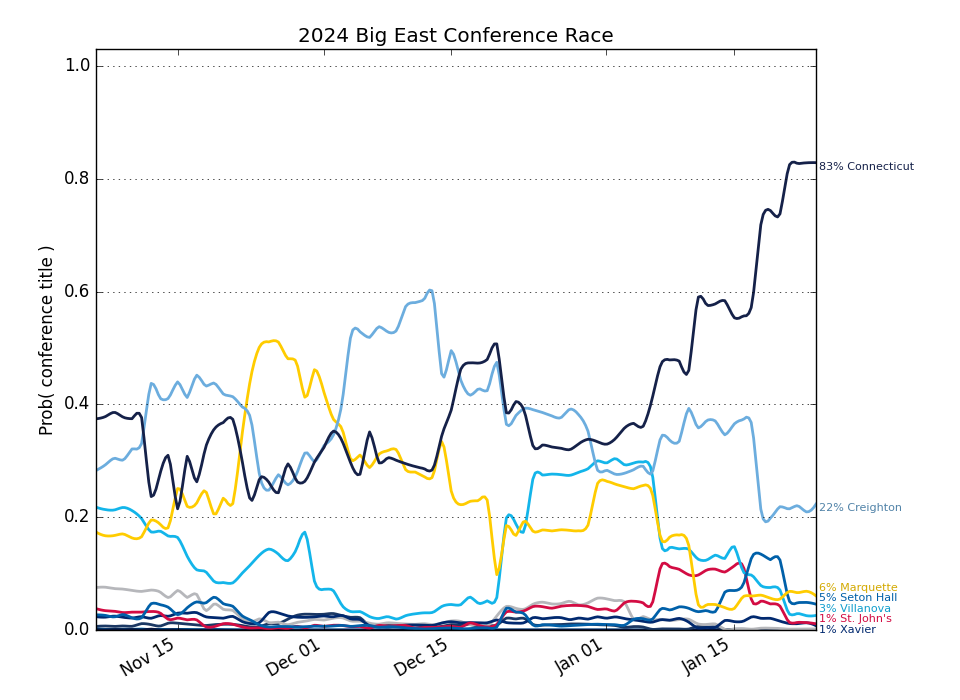 2024 Big East Conference Race
Prob( conference title )
1.0
0.8
0.6
0.4
0.2
0.0
Nov 15
Dec 01
Dec 15
Jan 01
Jan 15
83% Connecticut
22% Creighton
6% Marquette
5% Seton Hall
3% Villanova
1% St. John's
1% Xavier